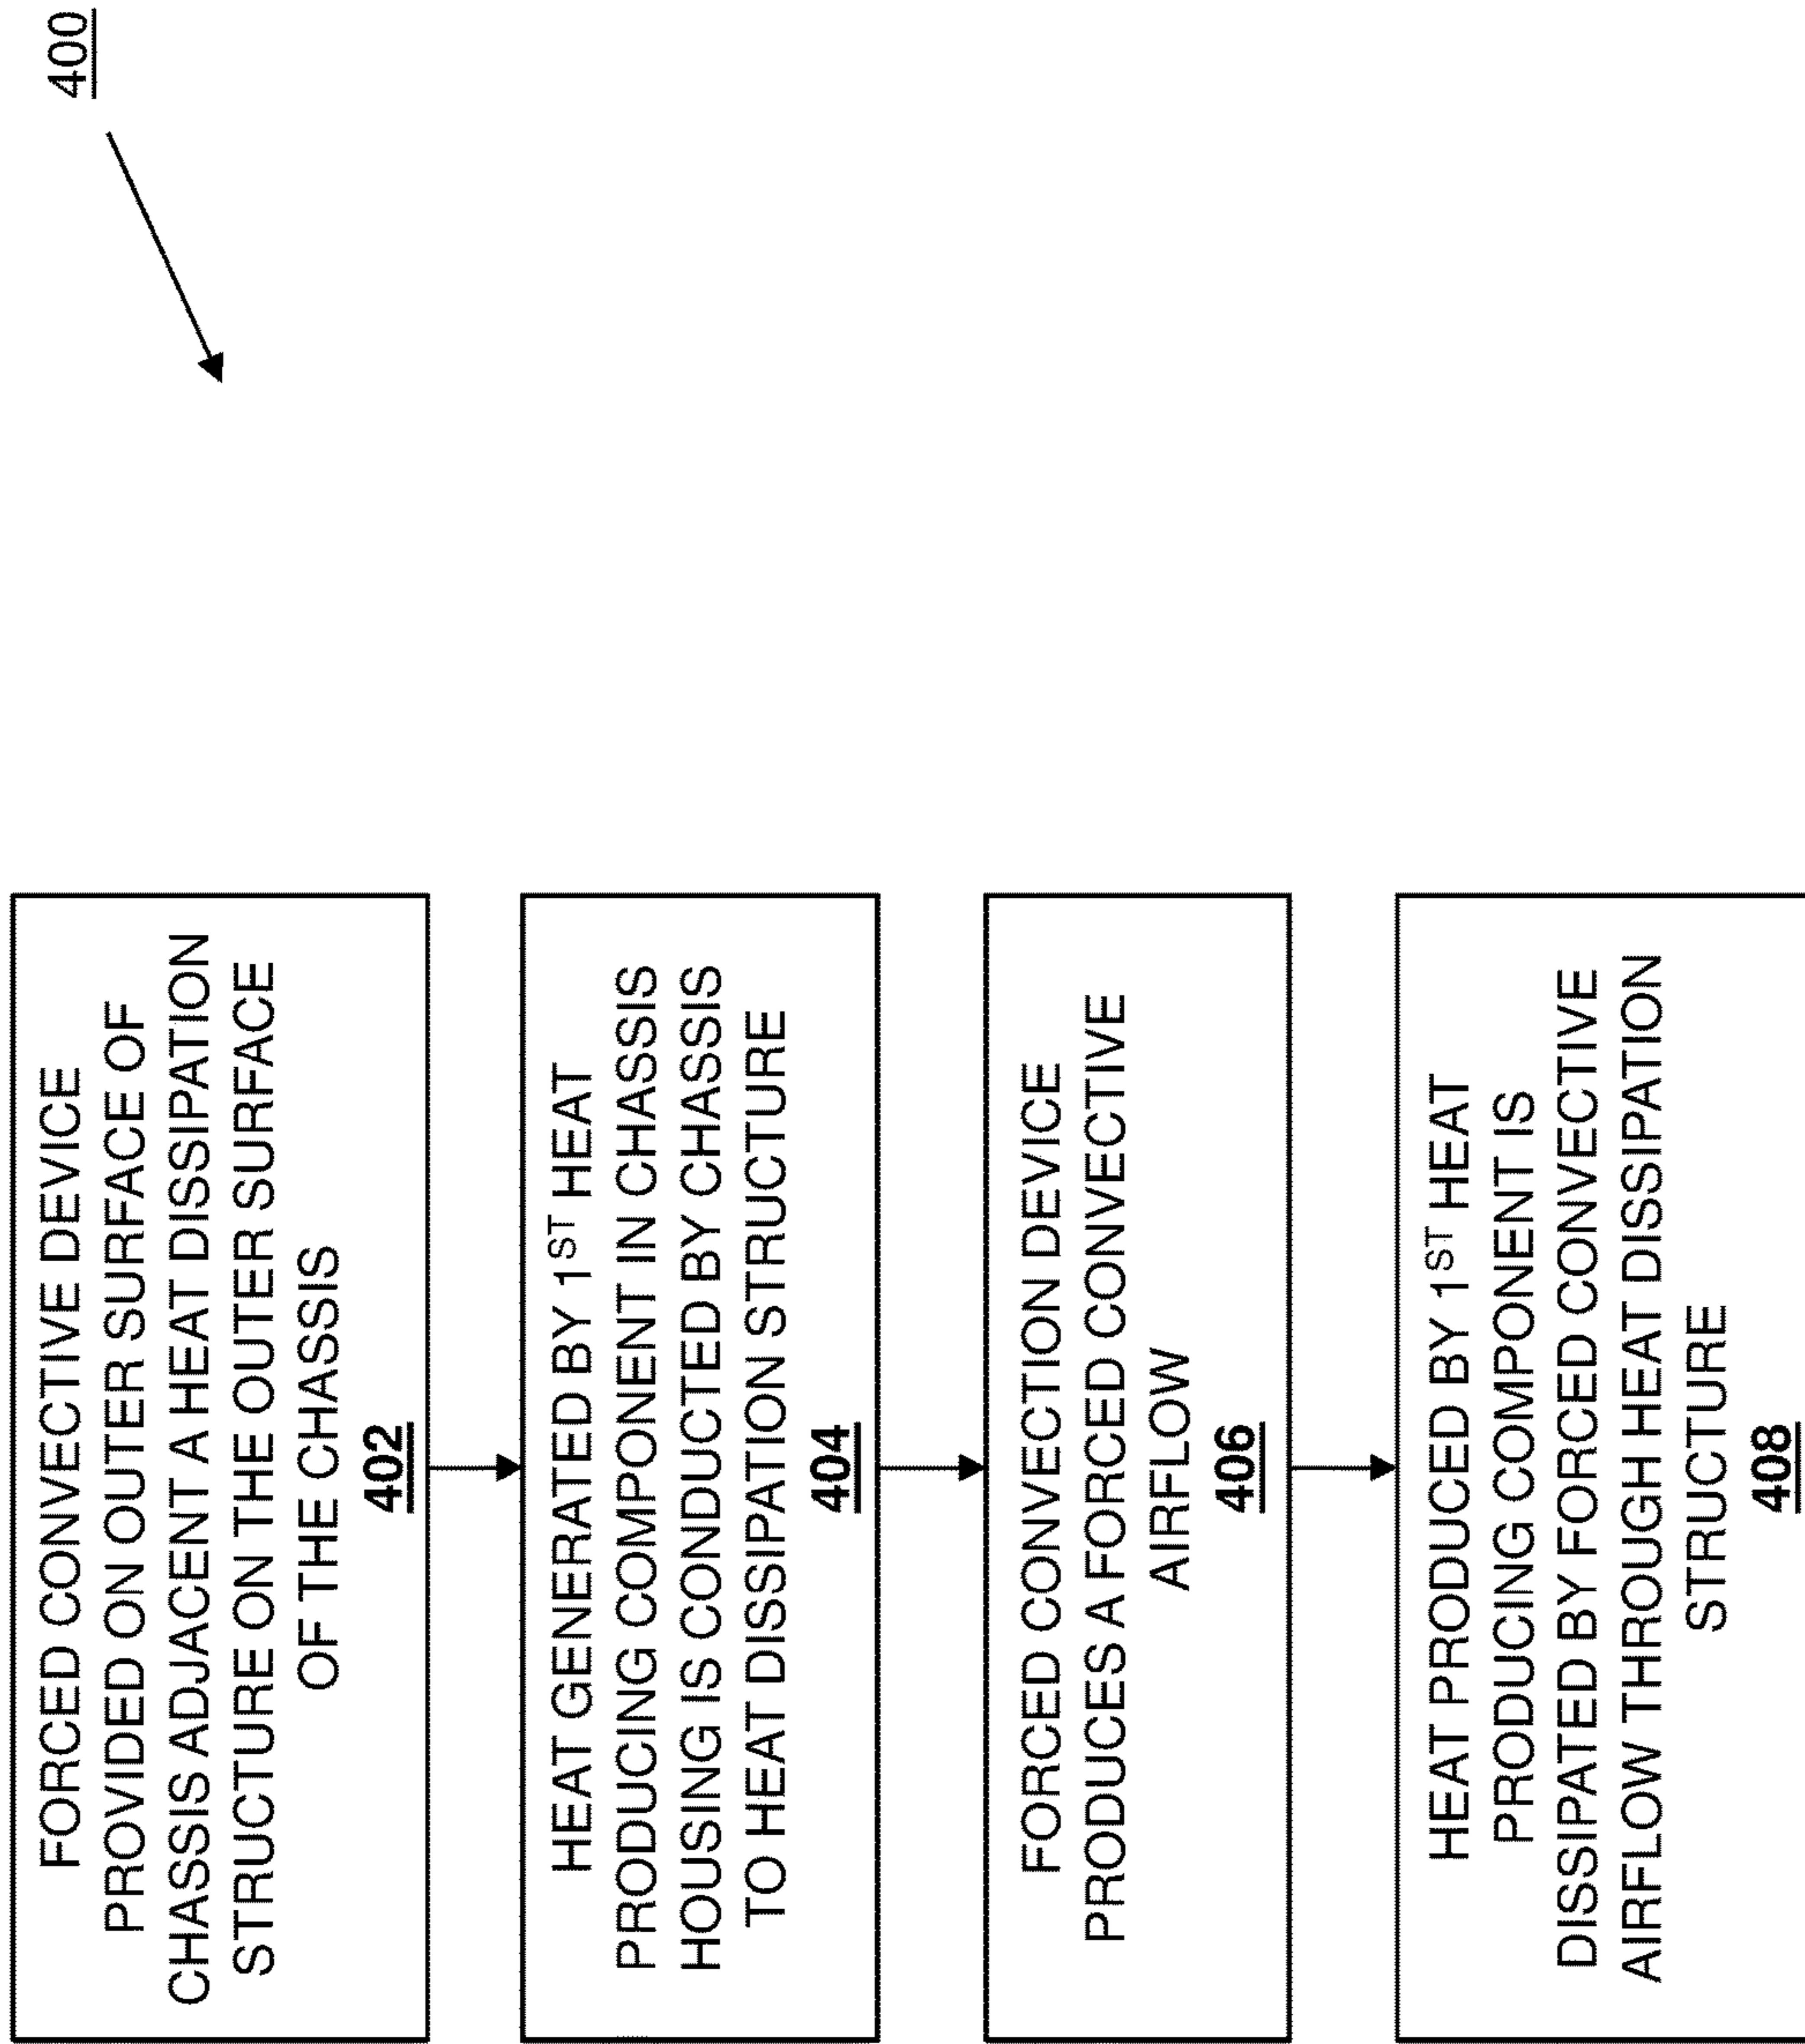 400
FORCED CONVECTIVE DEVICE
PROVIDED ON OUTER SURFACE OF
CHASSIS ADJACENT A HEAT DISSIPATION
STRUCTURE ON THE OUTER SURFACE
OF THE CHASSIS
402
HEAT GENERATED BY 1ST HEAT
PRODUCING COMPONENT IN CHASSIS
HOUSING IS CONDUCTED BY CHASSIS
TO HEAT DISSIPATION STRUCTURE
404
FORCED CONVECTION DEVICE
PRODUCES A FORCED CONVECTIVE
AIRFLOW
406
HEAT PRODUCED BY 1ST HEAT
PRODUCING COMPONENT IS
DISSIPATED BY FORCED CONVECTIVE
AIRFLOW THROUGH HEAT DISSIPATION
STRUCTURE
408